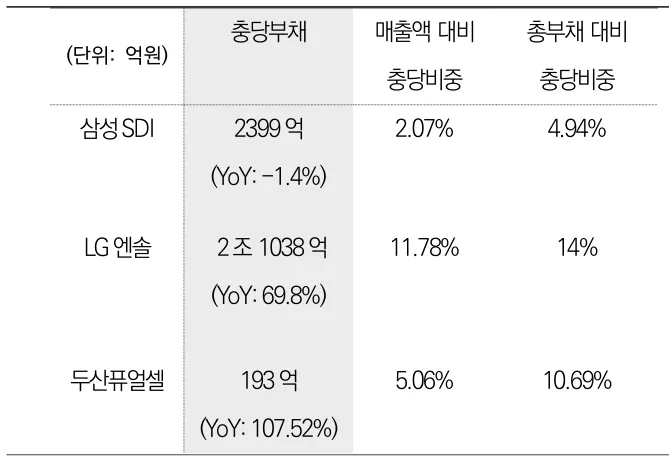 (단위: 억원) 충당부채 매출액 대비 총부채 대비
충당비중 충당비중
삼성SDI 2399억 2.07% 4.94%
(YoY: -1.4%)
LG엔솔 2조 1038억 11.78% 14%
(YoY: 69.8%)
두산퓨얼셀 193억 5.06% 10.69%
(YoY: 107.52%)